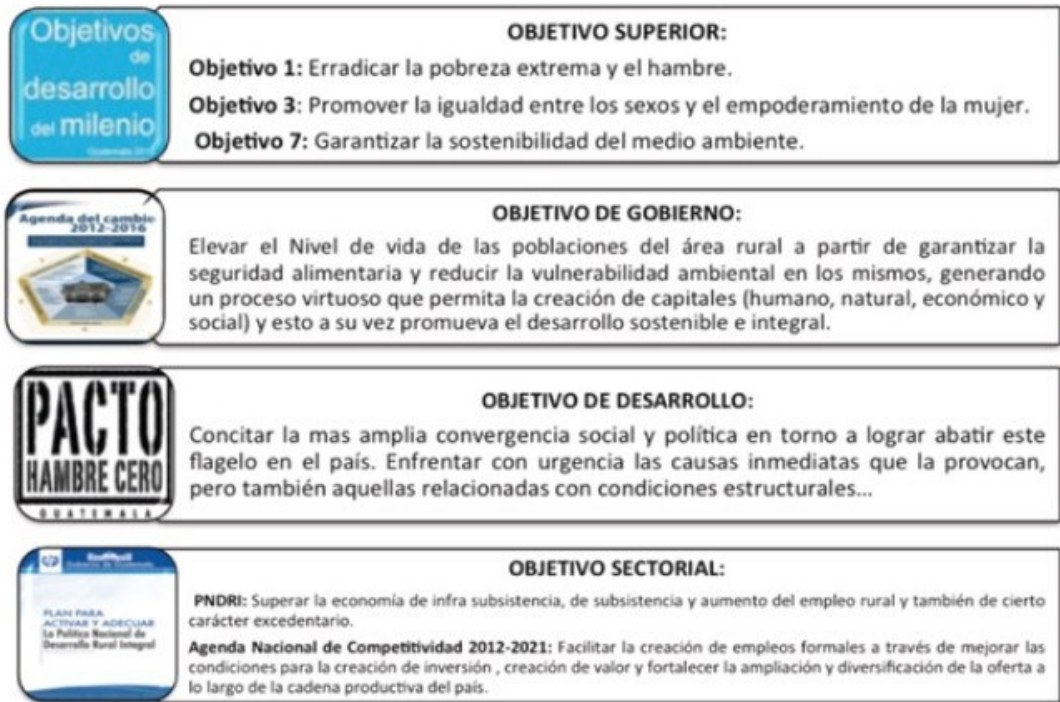 Objetivos
de
desarrollo
del milenio
OBJETIVO SUPERIOR:
Objetivo 1: Erradicar la pobreza extrema y el hambre.
Objetivo 3: Promover la igualdad entre los sexos y el empoderamiento de la mujer.
Objetivo 7: Garantizar la sostenibilidad del medio ambiente.
Agenda del cambio
2012-2016
OBJETIVO DE GOBIERNO:
Elevar el Nivel de vida de las poblaciones del área rural a partir de garantizar la
seguridad alimentaria y reducir la vulnerabilidad ambiental en los mismos, generando
un proceso virtuoso que permita la creación de capitales (humano, natural, económico y
social) y esto a su vez promueva el desarrollo sostenible e integral.
PACTO
HAMBRE CERO
GUATEMALA
OBJETIVO DE DESARROLLO:
Concitar la mas amplia convergencia social y política en torno a lograr abatir este
flagelo en el país. Enfrentar con urgencia las causas inmediatas que la provocan,
pero también aquellas relacionadas con condiciones estructurales...
PLAN PARA
ACTIVAR Y ADECUAR
La Política Nacional de
Desarrollo Rural Integral
OBJETIVO SECTORIAL:
PNDRI: Superar la economía de infra subsistencia, de subsistencia y aumento del empleo rural y también de cierto
carácter excedentario.
Agenda Nacional de Competitividad 2012-2021: Facilitar la creación de empleos formales a través de mejorar las
condiciones para la creación de inversión , creación de valor y fortalecer la ampliación y diversificación de la oferta a
lo largo de la cadena productiva del país.